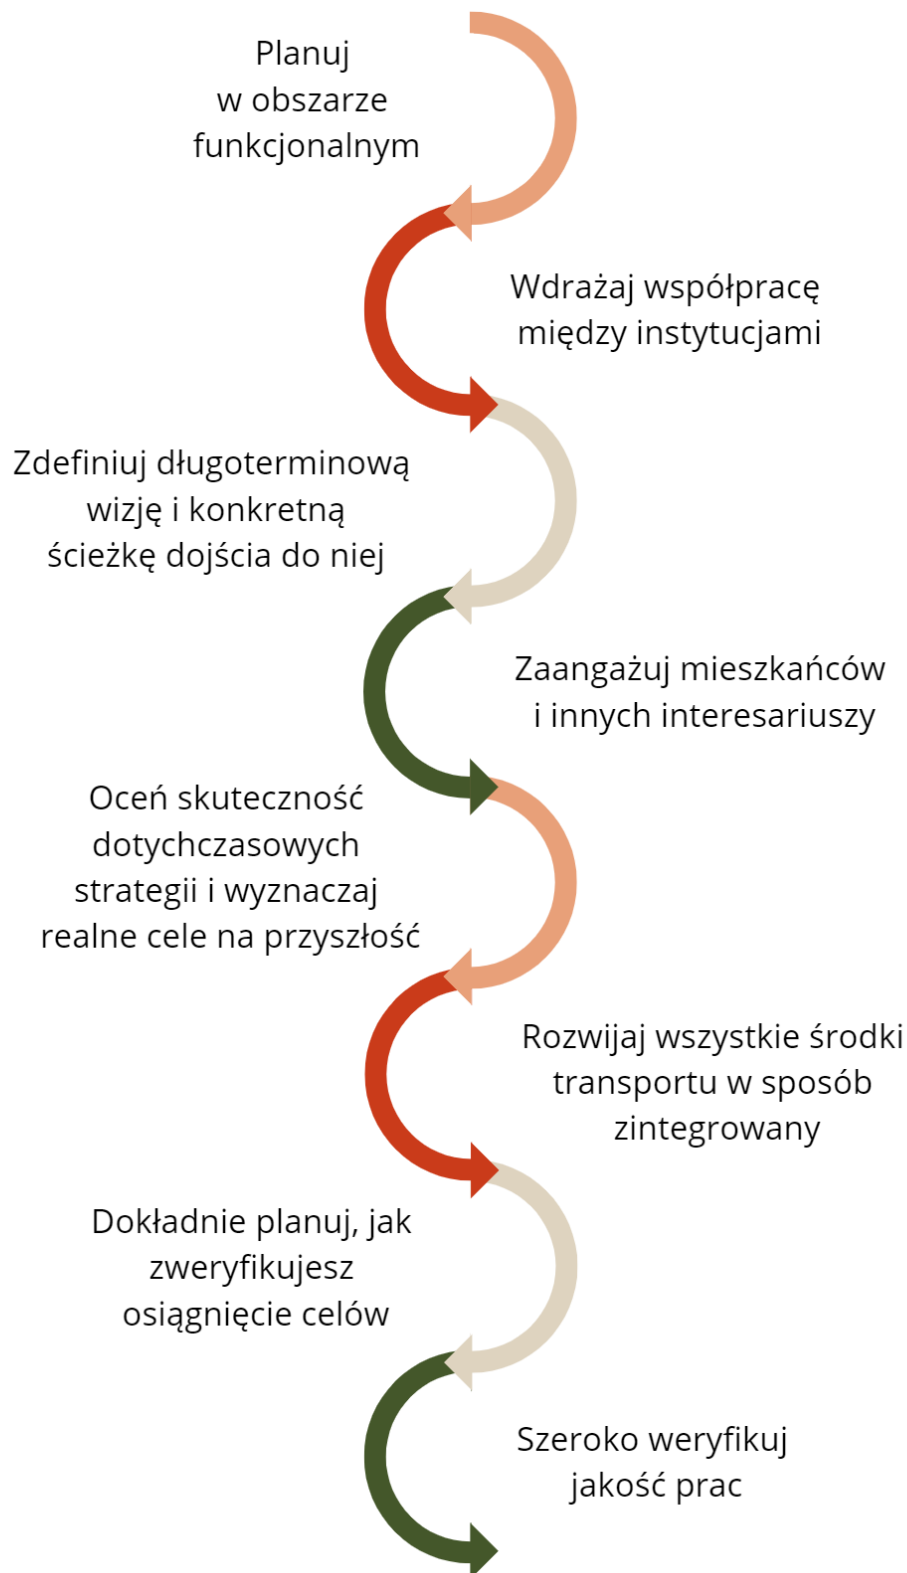 Planuj
w obszarze
funkcjonalnym
Wdrażaj współpracę
między instytucjami
Zdefiniuj długoterminową
wizję i konkretną
ścieżkę dojścia do niej
Zaangażuj mieszkańców
i innych interesariuszy
Oceń skuteczność
dotychczasowych
strategii i wyznaczaj
realne cele na przyszłość
Rozwijaj wszystkie środki
transportu w sposób
zintegrowany
Dokładnie planuj, jak
zweryfikujesz
osiągnięcie celów
Szeroko weryfikuj
jakość prac